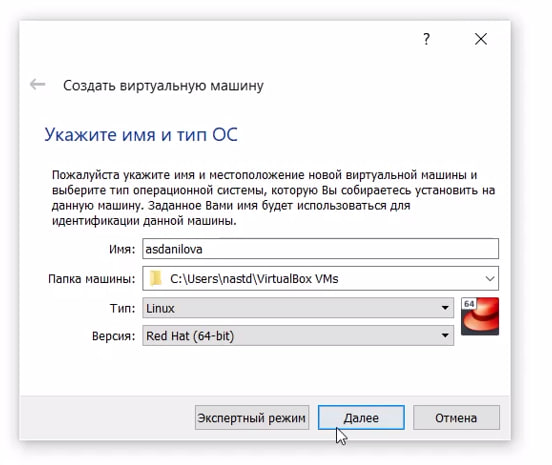 ?
Создать виртуальную машину
Укажите имя и тип ОС
Пожалуйста укажите имя и местоположение новой виртуальной машины и
выберите тип операционной системы, которую Вы собираетесь установить на
данную машину. Заданное Вами имя будет использоваться для
идентификации данной машины.
Имя: asdanilova
Папка машины: C:\Users\nastd\VirtualBox VMs
Тип: Linux
64
Версия: Red Hat (64-bit)
Экспертный режим Далее Отмена